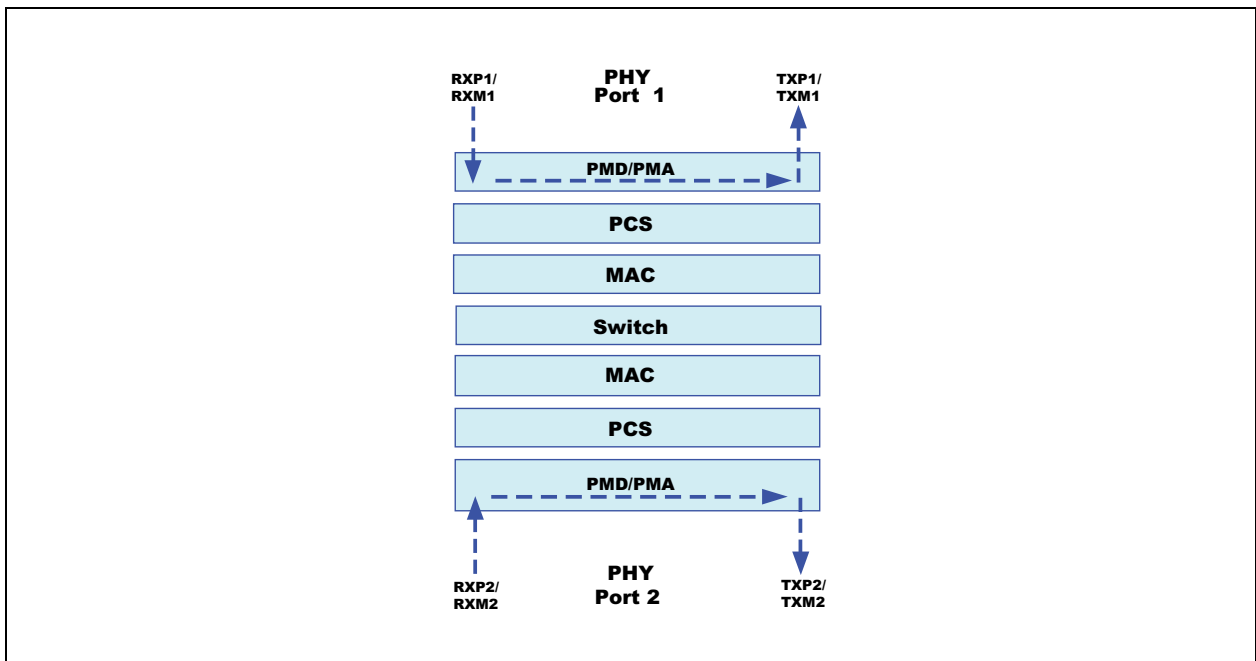 RXP1/
RXM1
PHY
Port 1
TXP1/
TXM1
PMD/PMA
PCS
MAC
Switch
MAC
PCS
PMD/PMA
RXP2/
RXM2
PHY
Port 2
TXP2/
TXM2